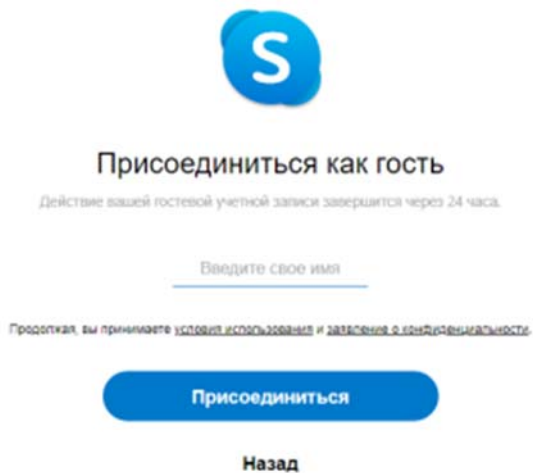 S
Присоединиться как гость
Действие вашей гостевой учетной записи завершится через 24 часа.
Введите свое имя
Продолжая, вы принимаете условия использования и заявление о конфиденциальности.
Присоединиться
Назад